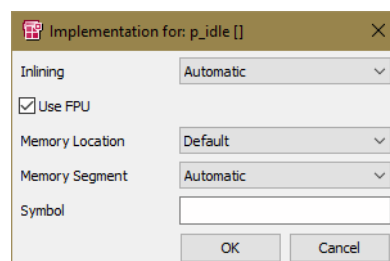 Implementation for: p_idle []
Inlining Automatic
Use FPU
Memory Location Default
Memory Segment Automatic
Symbol
OK Cancel